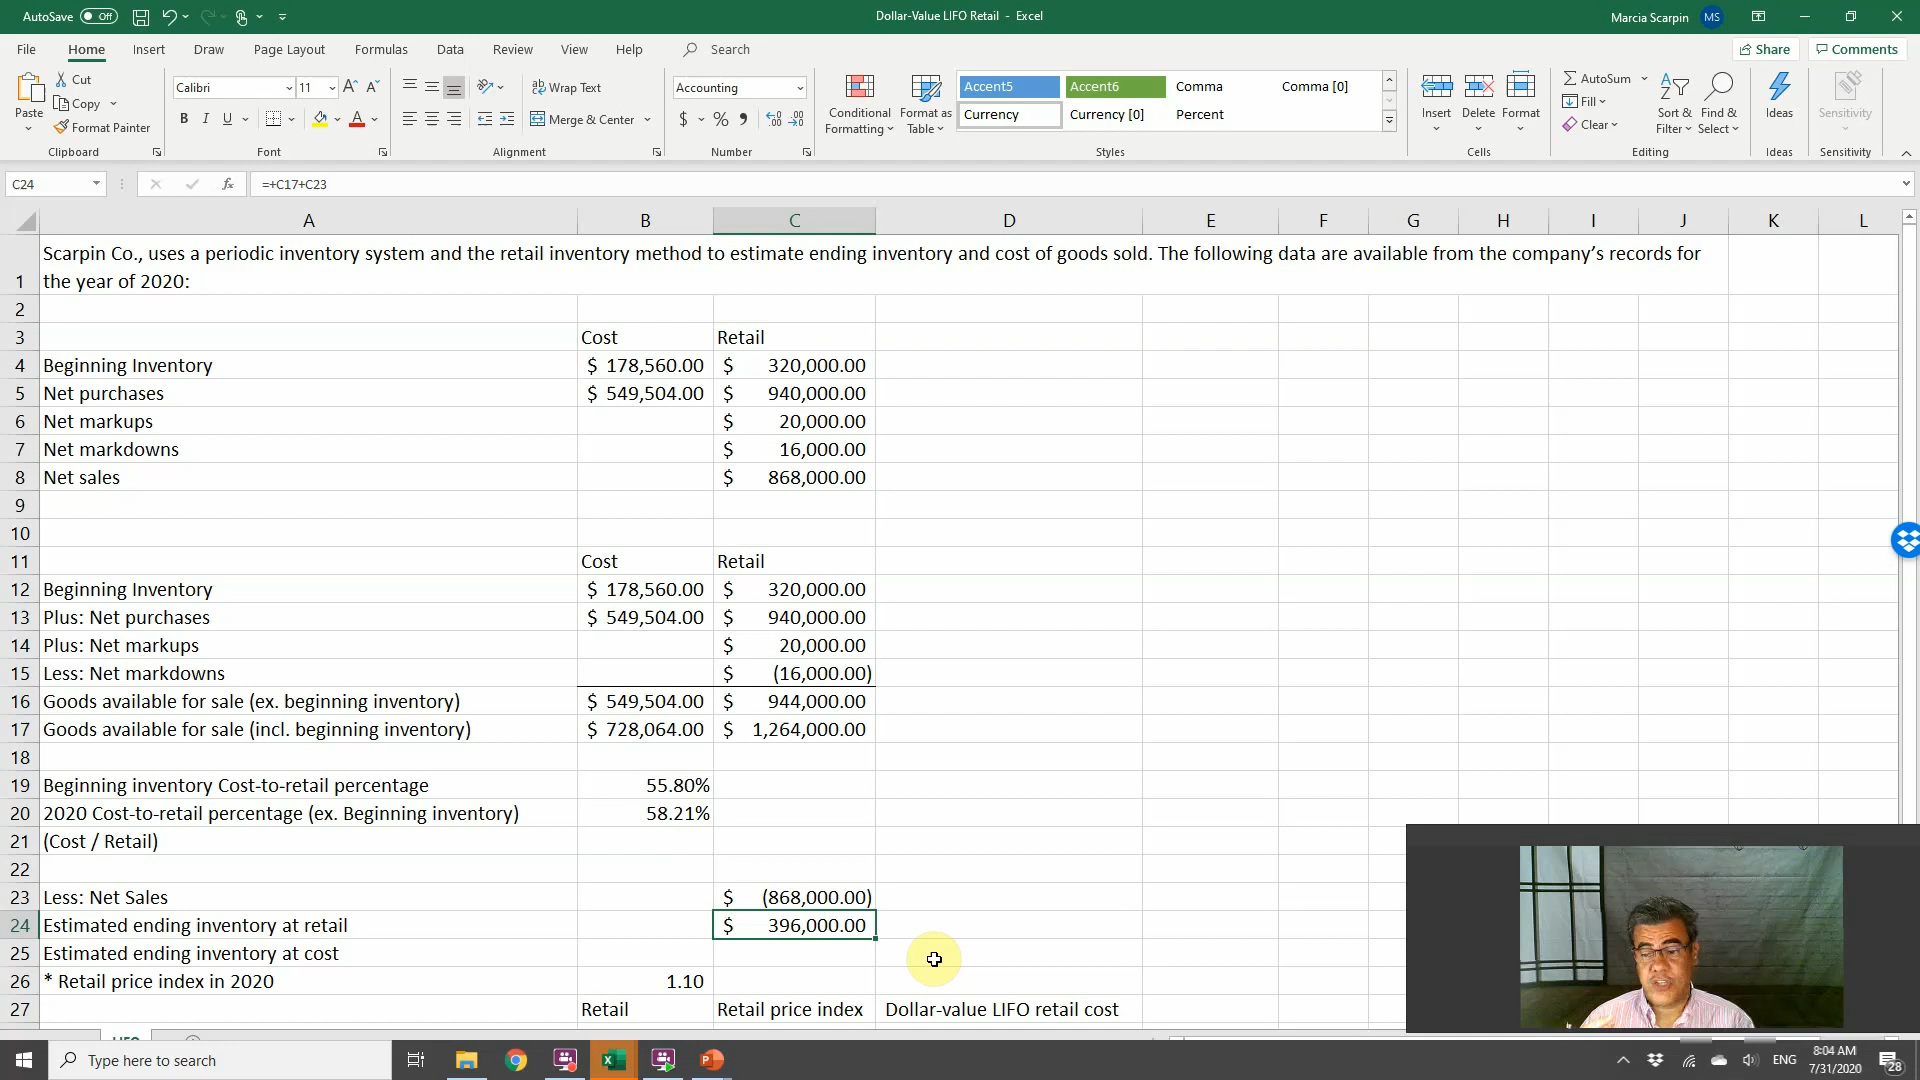 AutoSave Off
Dollar-Value LIFO Retail - Excel
Marcia Scarpin MS
File Home Insert Draw Page Layout Formulas Data Review View Help Search
Share Comments
Paste
Cut
Copy
Format Painter
Clipboard
Calibri 11
B I U
Font
Wrap Text
Merge & Center
Alignment
Accounting
$ % 9
Number
Conditional Formatting
Format as Table
Accent5 Accent6 Comma Comma [0]
Currency Currency [0] Percent
Styles
Insert Delete Format
Cells
AutoSum
Fill
Clear
Sort & Filter
Find & Select
Editing
Ideas
Ideas
Sensitivity
Sensitivity
C24 fx =+C17+C23
A B C D E F G H I J K L
1 Scarpin Co., uses a periodic inventory system and the retail inventory method to estimate ending inventory and cost of goods sold. The following data are available from the company's records for
the year of 2020:
2
3 Cost Retail
4 Beginning Inventory $ 178,560.00 $ 320,000.00
5 Net purchases $ 549,504.00 $ 940,000.00
6 Net markups $ 20,000.00
7 Net markdowns $ 16,000.00
8 Net sales $ 868,000.00
9
10
11 Cost Retail
12 Beginning Inventory $ 178,560.00 $ 320,000.00
13 Plus: Net purchases $ 549,504.00 $ 940,000.00
14 Plus: Net markups $ 20,000.00
15 Less: Net markdowns $ (16,000.00)
16 Goods available for sale (ex. beginning inventory) $ 549,504.00 $ 944,000.00
17 Goods available for sale (incl. beginning inventory) $ 728,064.00 $ 1,264,000.00
18
19 Beginning inventory Cost-to-retail percentage 55.80%
20 2020 Cost-to-retail percentage (ex. Beginning inventory) 58.21%
21 (Cost / Retail)
22
23 Less: Net Sales $ (868,000.00)
24 Estimated ending inventory at retail $ 396,000.00
25 Estimated ending inventory at cost
26 * Retail price index in 2020 1.10
27 Retail Retail price index Dollar-value LIFO retail cost
LIFO
Type here to search
ENG
8:04 AM
7/31/2020
28